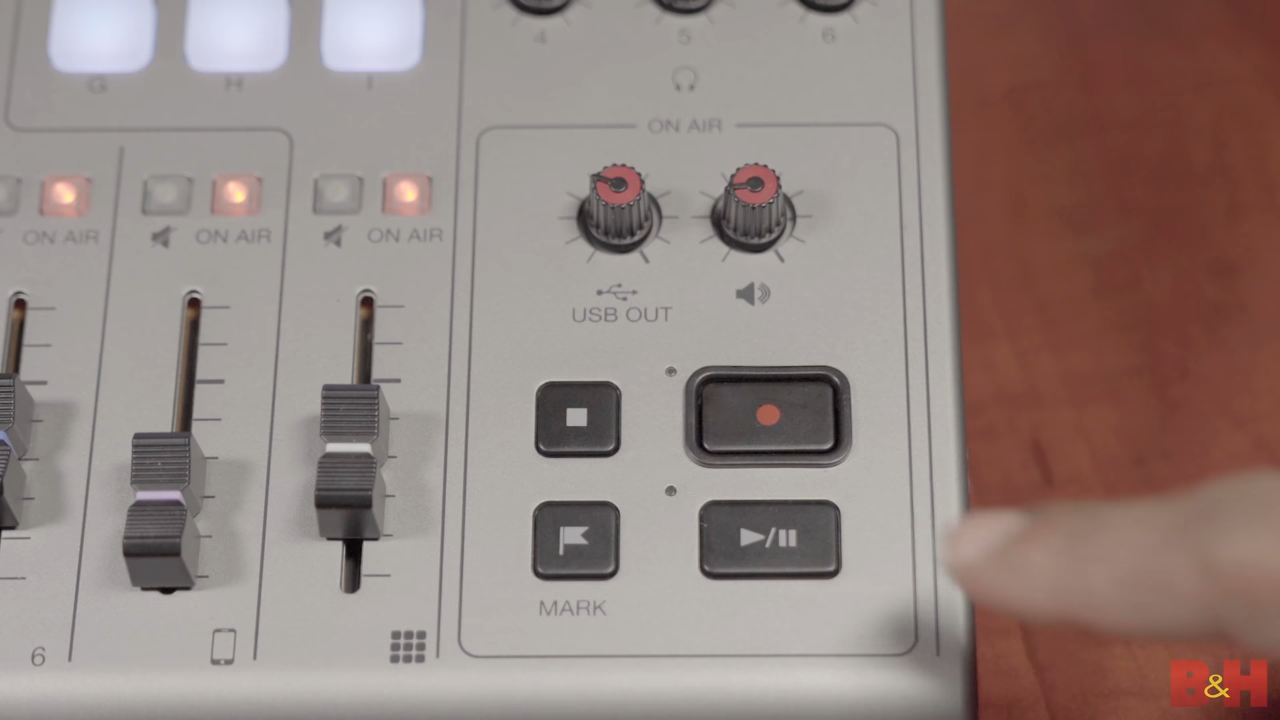 4 5 6
G H I
ON AIR
ON AIR ON AIR ON AIR
USB OUT
MARK
6
B&H